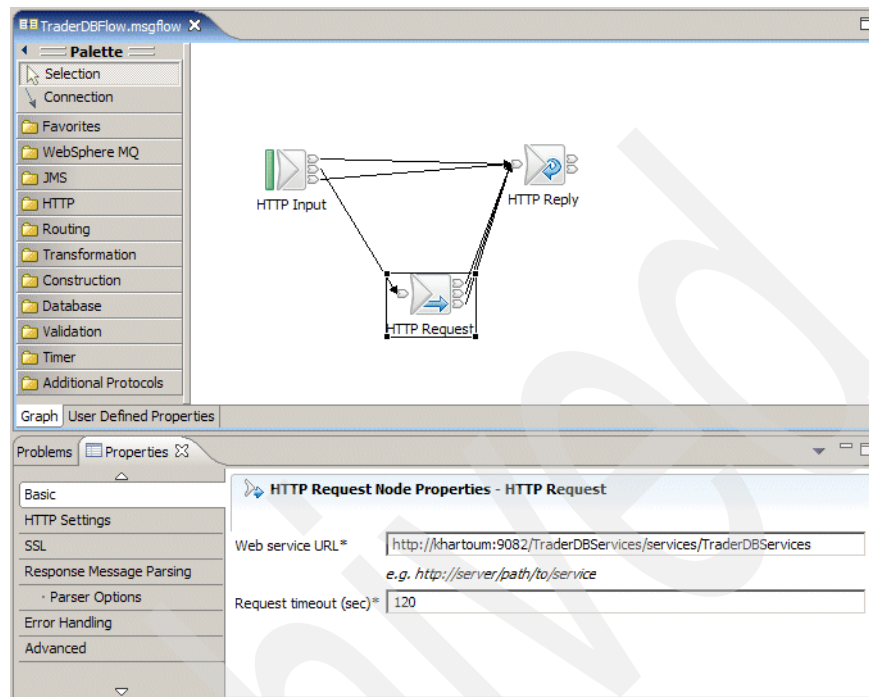 TraderDBFlow.msgflow
Palette
Selection
Connection
Favorites
WebSphere MQ
JMS
HTTP
Routing
Transformation
Construction
Database
Validation
Timer
Additional Protocols
HTTP Input
HTTP Reply
HTTP Request
Graph User Defined Properties
Problems Properties
Basic
HTTP Settings
SSL
Response Message Parsing
· Parser Options
Error Handling
Advanced
HTTP Request Node Properties - HTTP Request
Web service URL* http://khartoum:9082/TraderDBServices/services/TraderDBServices
e.g. http://server/path/to/service
Request timeout (sec)* 120